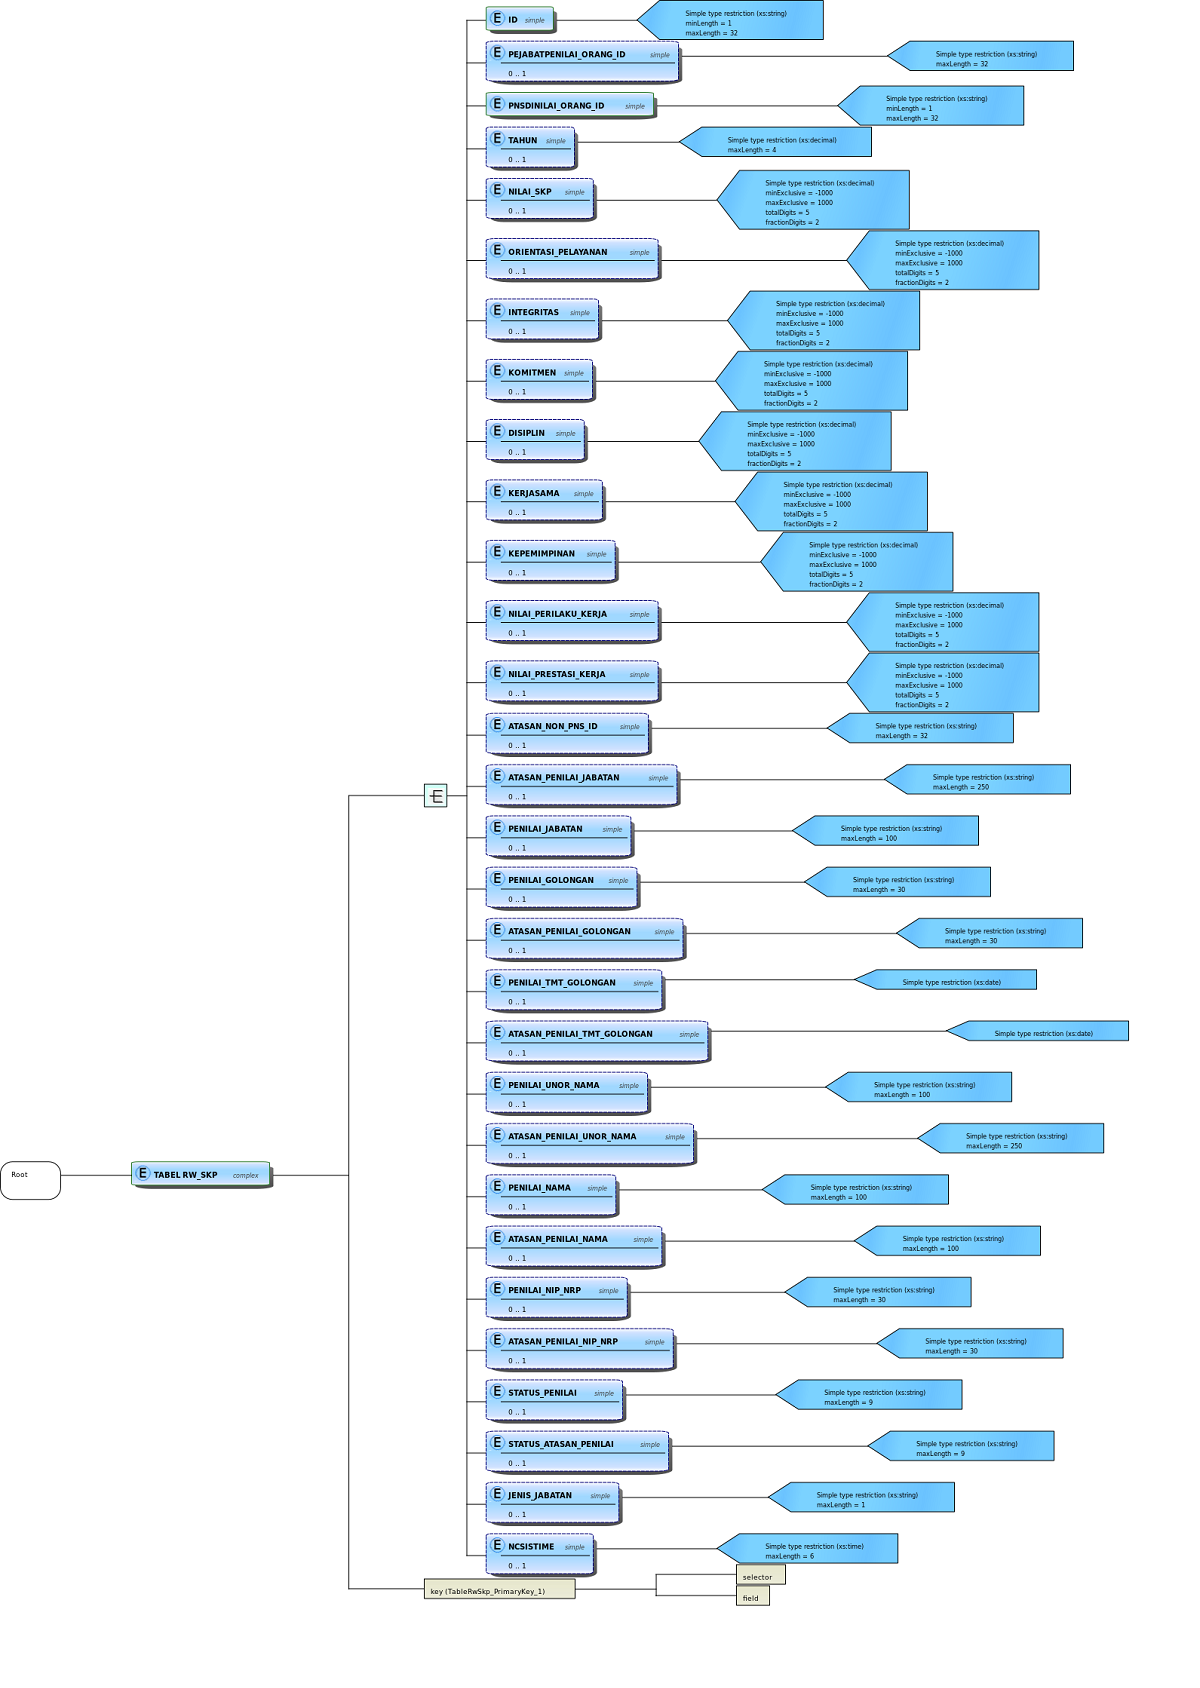 E ID simple
Simple type restriction (xs:string)
minLength = 1
maxLength = 32
E PEJABATPENILAI_ORANG_ID simple
0 .. 1
Simple type restriction (xs:string)
maxLength = 32
E PNSDINILAI_ORANG_ID simple
Simple type restriction (xs:string)
minLength = 1
maxLength = 32
E TAHUN simple
0 .. 1
Simple type restriction (xs:decimal)
maxLength = 4
E NILAI_SKP simple
0 .. 1
Simple type restriction (xs:decimal)
minExclusive = -1000
maxExclusive = 1000
totalDigits = 5
fractionDigits = 2
E ORIENTASI_PELAYANAN simple
0 .. 1
Simple type restriction (xs:decimal)
minExclusive = -1000
maxExclusive = 1000
totalDigits = 5
fractionDigits = 2
E INTEGRITAS simple
0 .. 1
Simple type restriction (xs:decimal)
minExclusive = -1000
maxExclusive = 1000
totalDigits = 5
fractionDigits = 2
E KOMITMEN simple
0 .. 1
Simple type restriction (xs:decimal)
minExclusive = -1000
maxExclusive = 1000
totalDigits = 5
fractionDigits = 2
E DISIPLIN simple
0 .. 1
Simple type restriction (xs:decimal)
minExclusive = -1000
maxExclusive = 1000
totalDigits = 5
fractionDigits = 2
E KERJASAMA simple
0 .. 1
Simple type restriction (xs:decimal)
minExclusive = -1000
maxExclusive = 1000
totalDigits = 5
fractionDigits = 2
E KEPEMIMPINAN simple
0 .. 1
Simple type restriction (xs:decimal)
minExclusive = -1000
maxExclusive = 1000
totalDigits = 5
fractionDigits = 2
E NILAI_PERILAKU_KERJA simple
0 .. 1
Simple type restriction (xs:decimal)
minExclusive = -1000
maxExclusive = 1000
totalDigits = 5
fractionDigits = 2
E NILAI_PRESTASI_KERJA simple
0 .. 1
Simple type restriction (xs:decimal)
minExclusive = -1000
maxExclusive = 1000
totalDigits = 5
fractionDigits = 2
E ATASAN_NON_PNS_ID simple
0 .. 1
Simple type restriction (xs:string)
maxLength = 32
E ATASAN_PENILAI_JABATAN simple
0 .. 1
Simple type restriction (xs:string)
maxLength = 250
E PENILAI_JABATAN simple
0 .. 1
Simple type restriction (xs:string)
maxLength = 100
E PENILAI_GOLONGAN simple
0 .. 1
Simple type restriction (xs:string)
maxLength = 30
E ATASAN_PENILAI_GOLONGAN simple
0 .. 1
Simple type restriction (xs:string)
maxLength = 30
E PENILAI_TMT_GOLONGAN simple
0 .. 1
Simple type restriction (xs:date)
E ATASAN_PENILAI_TMT_GOLONGAN simple
0 .. 1
Simple type restriction (xs:date)
E PENILAI_UNOR_NAMA simple
0 .. 1
Simple type restriction (xs:string)
maxLength = 100
E ATASAN_PENILAI_UNOR_NAMA simple
0 .. 1
Simple type restriction (xs:string)
maxLength = 250
Root
E TABEL RW_SKP complex
E PENILAI_NAMA simple
0 .. 1
Simple type restriction (xs:string)
maxLength = 100
E ATASAN_PENILAI_NAMA simple
0 .. 1
Simple type restriction (xs:string)
maxLength = 100
E PENILAI_NIP_NRP simple
0 .. 1
Simple type restriction (xs:string)
maxLength = 30
E ATASAN_PENILAI_NIP_NRP simple
0 .. 1
Simple type restriction (xs:string)
maxLength = 30
E STATUS_PENILAI simple
0 .. 1
Simple type restriction (xs:string)
maxLength = 9
E STATUS_ATASAN_PENILAI simple
0 .. 1
Simple type restriction (xs:string)
maxLength = 9
E JENIS_JABATAN simple
0 .. 1
Simple type restriction (xs:string)
maxLength = 1
E NCSISTIME simple
0 .. 1
Simple type restriction (xs:time)
maxLength = 6
key (TableRwSkp_PrimaryKey_1)
selector
field